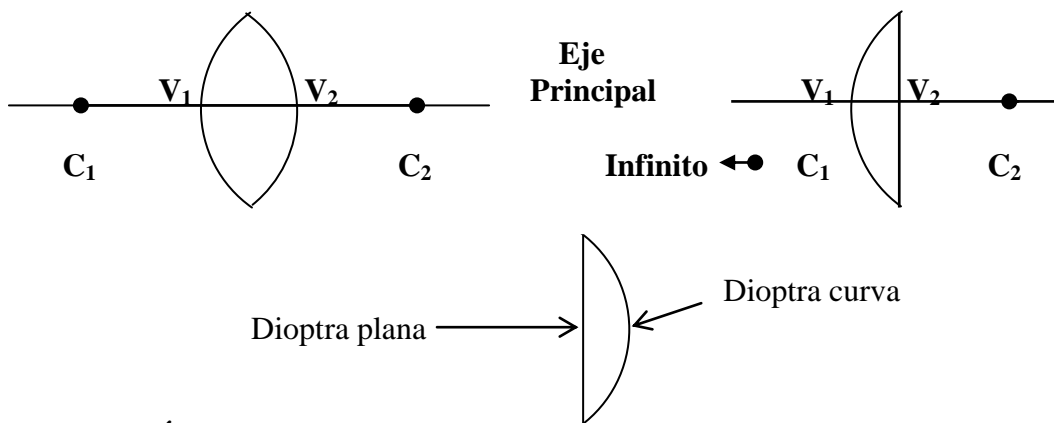 Eje
Principal
V₁ V₂
V₁ V₂
C₁ C₂
Infinito C₁ C₂
Dioptra curva
Dioptra plana